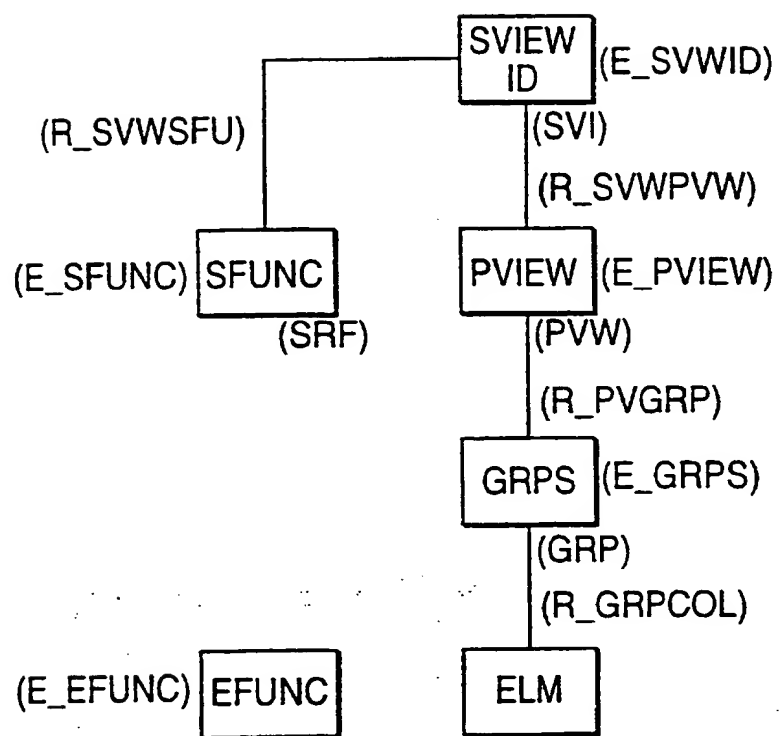 SVIEW
ID
(E_SVWID)
(SVI)
(R_SVWSFU)
(R_SVWPVW)
(E_SFUNC)
SFUNC
PVIEW
(E_PVIEW)
(SRF)
(PVW)
(R_PVGRP)
GRPS
(E_GRPS)
(GRP)
(R_GRPCOL)
(E_EFUNC)
EFUNC
ELM